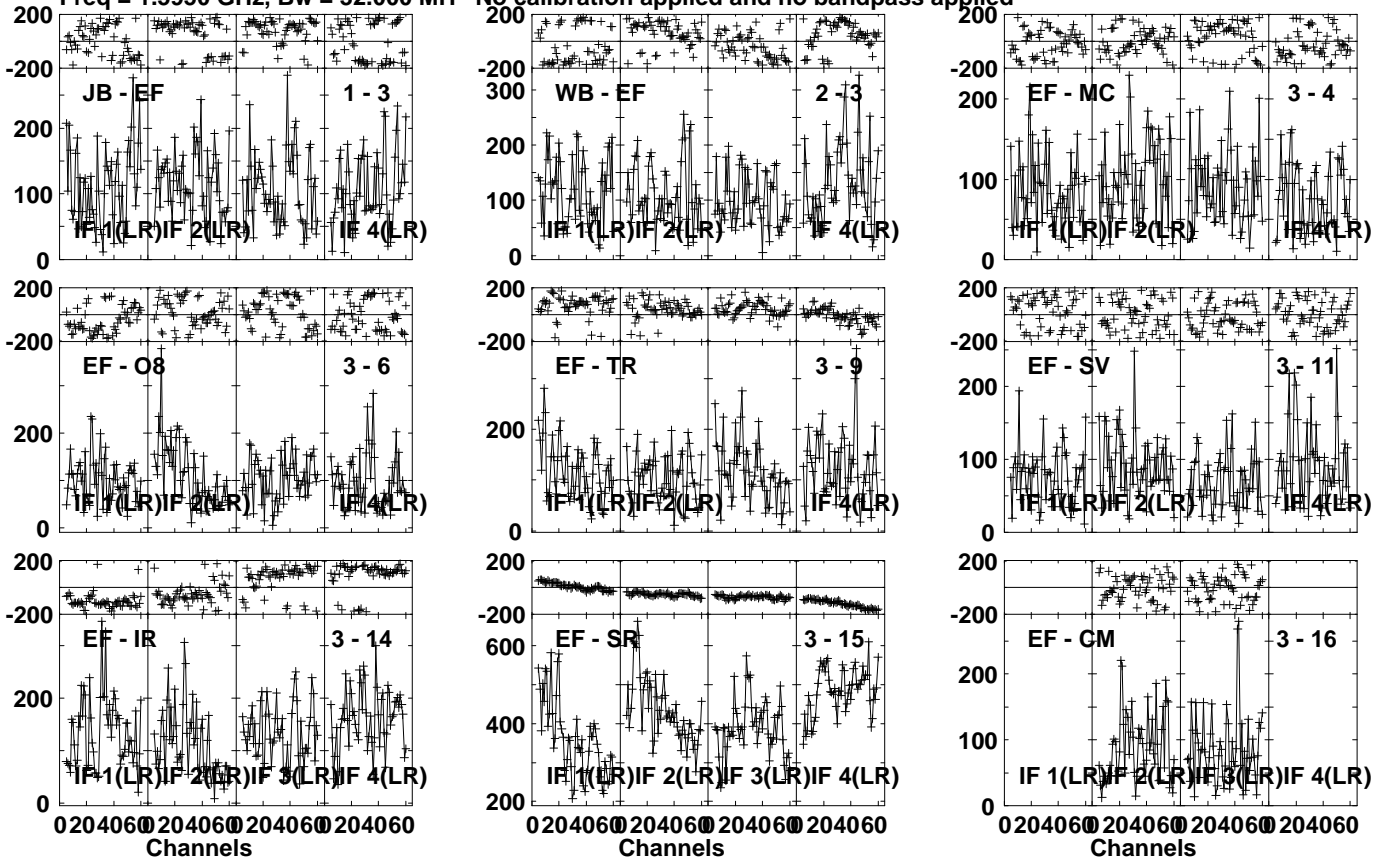 Freq = 1.5950 GHz, Bw = 32.000 MH No calibration applied and no bandpass applied
200
-200
JB - EF 1 - 3
200
100
0
IF 1(LR) IF 2(LR) IF 4(LR)
200
-200
WB - EF 2 - 3
300
200
100
0
IF 1(LR) IF 2(LR) IF 4(LR)
200
-200
EF - MC 3 - 4
200
100
0
IF 1(LR) IF 2(LR) IF 4(LR)
200
-200
EF - O8 3 - 6
200
0
IF 1(LR) IF 2(LR) IF 4(LR)
200
-200
EF - TR 3 - 9
200
0
IF 1(LR) IF 2(LR) IF 4(LR)
200
-200
EF - SV 3 - 11
200
100
0
IF 1(LR) IF 2(LR) IF 4(LR)
200
-200
EF - IR 3 - 14
200
0
IF 1(LR) IF 2(LR) IF 3(LR) IF 4(LR)
0 20 40 60 0 20 40 60 0 20 40 60 0 20 40 60
Channels
200
-200
EF - SR 3 - 15
600
400
200
IF 1(LR) IF 2(LR) IF 3(LR) IF 4(LR)
0 20 40 60 0 20 40 60 0 20 40 60 0 20 40 60
Channels
200
-200
EF - CM 3 - 16
200
100
0
IF 1(LR) IF 2(LR) IF 3(LR) IF 4(LR)
0 20 40 60 0 20 40 60 0 20 40 60 0 20 40 60
Channels